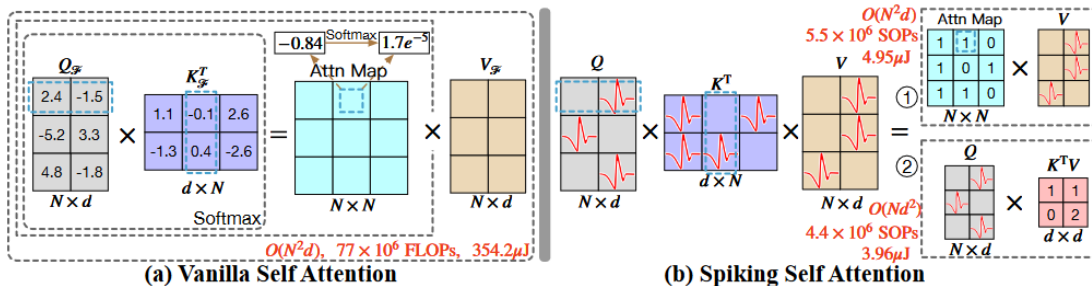 −0.84 Softmax 1.7e⁻⁵
Attn Map
Q𝓕
2.4 -1.5
-5.2 3.3
4.8 -1.8
N × d
×
K𝓕ᵀ
1.1 -0.1 2.6
-1.3 0.4 -2.6
d × N
Softmax
=
N × N
×
V𝓕
N × d
O(N²d), 77 × 10⁶ FLOPs, 354.2μJ
(a) Vanilla Self Attention
Q
N × d
×
Kᵀ
d × N
×
V
N × d
=
O(N²d)
5.5 × 10⁶ SOPs
4.95μJ
①
Attn Map
1 1 0
1 0 1
1 1 0
N × N
×
V
②
O(Nd²)
4.4 × 10⁶ SOPs
3.96μJ
Q
N × d
×
KᵀV
1 1
0 2
d × d
(b) Spiking Self Attention